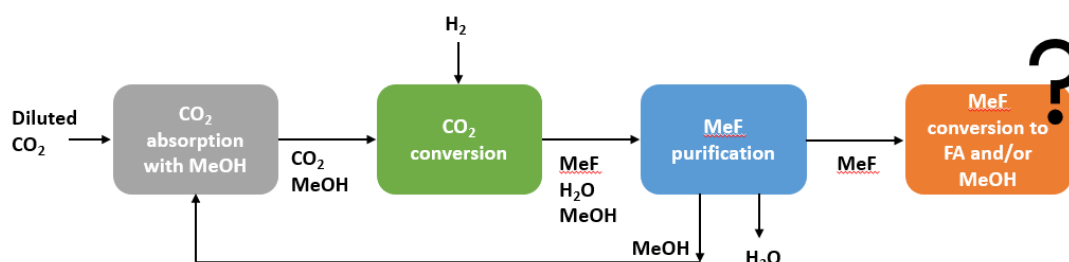 H₂
?
Diluted
CO₂
CO₂
absorption
with MeOH
CO₂
MeOH
CO₂
conversion
MeF
H₂O
MeOH
MeF
purification
MeF
MeF
conversion to
FA and/or
MeOH
MeOH
H₂O